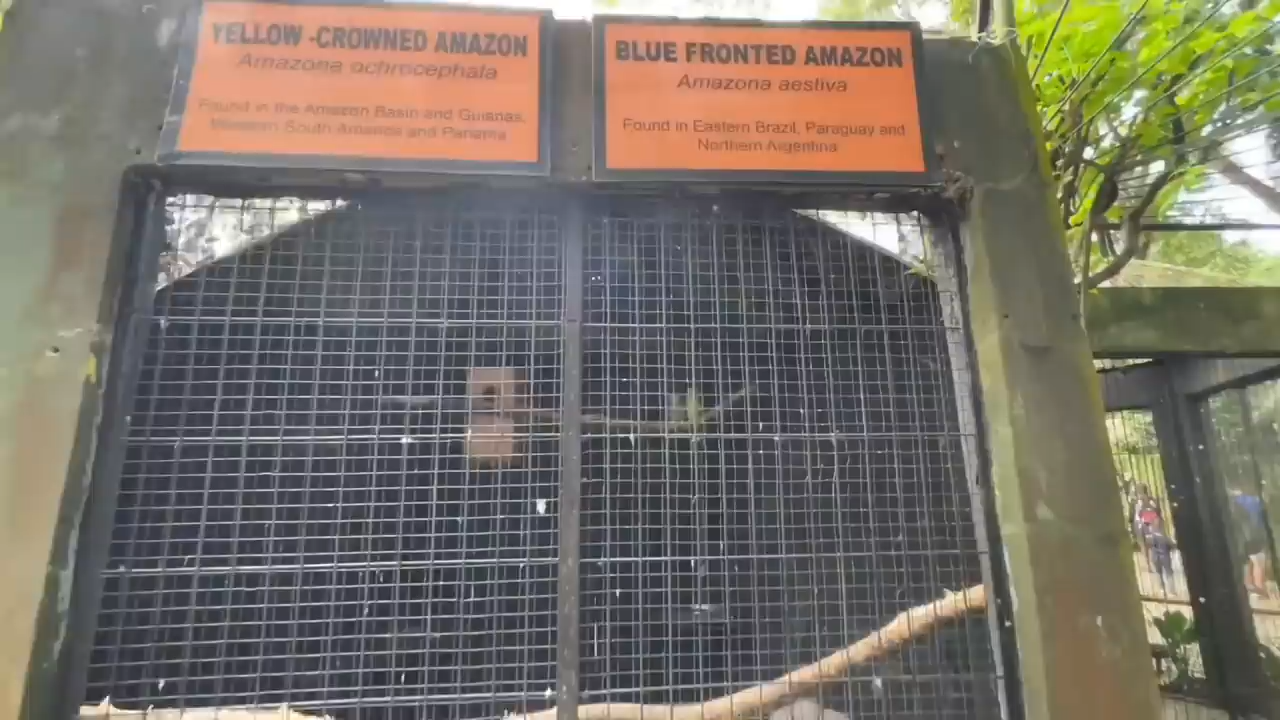 YELLOW -CROWNED AMAZON
Amazona ochrocephala
Found in the Amazon Basin and Guianas,
Western South America and Panama
BLUE FRONTED AMAZON
Amazona aestiva
Found in Eastern Brazil, Paraguay and
Northern Argentina